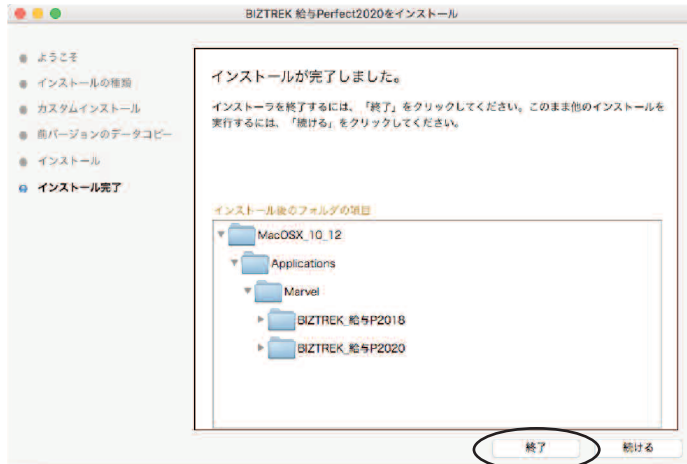 BIZTREK 給与Perfect2020をインストール
ようこそ
インストールの種類
カスタムインストール
前バージョンのデータコピー
インストール
インストール完了
インストールが完了しました。
インストーラを終了するには、「終了」をクリックしてください。このまま他のインストールを
実行するには、「続ける」をクリックしてください。
インストール後のフォルダの項目
MacOSX_10_12
Applications
Marvel
BIZTREK_給与P2018
BIZTREK_給与P2020
終了
続ける